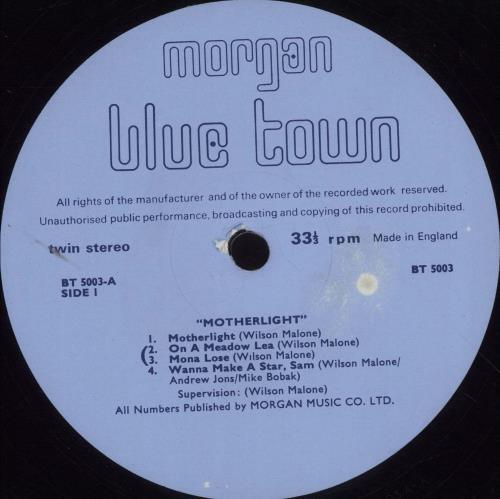 morgan
blue town
All rights of the manufacturer and of the owner of the recorded work reserved.
Unauthorised public performance, broadcasting and copying of this record prohibited.
twin stereo
33⅓ rpm Made in England
BT 5003-A
SIDE 1
BT 5003
"MOTHERLIGHT"
1. Motherlight (Wilson Malone)
(2. On A Meadow Lea (Wilson Malone)
(3. Mona Lose (Wilson Malone)
4. Wanna Make A Star, Sam (Wilson Malone/
Andrew Jons/Mike Bobak)
Supervision: (Wilson Malone)
All Numbers Published by MORGAN MUSIC CO. LTD.